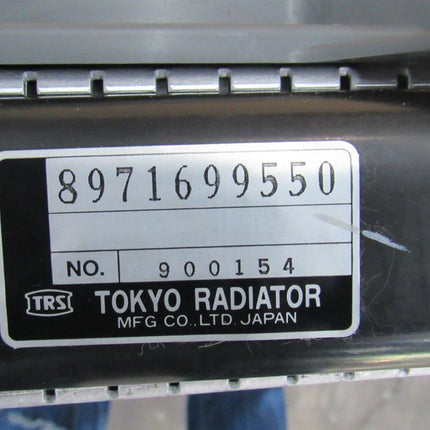 8971699550
NO. 900154
TRS TOKYO RADIATOR
MFG CO.,LTD. JAPAN